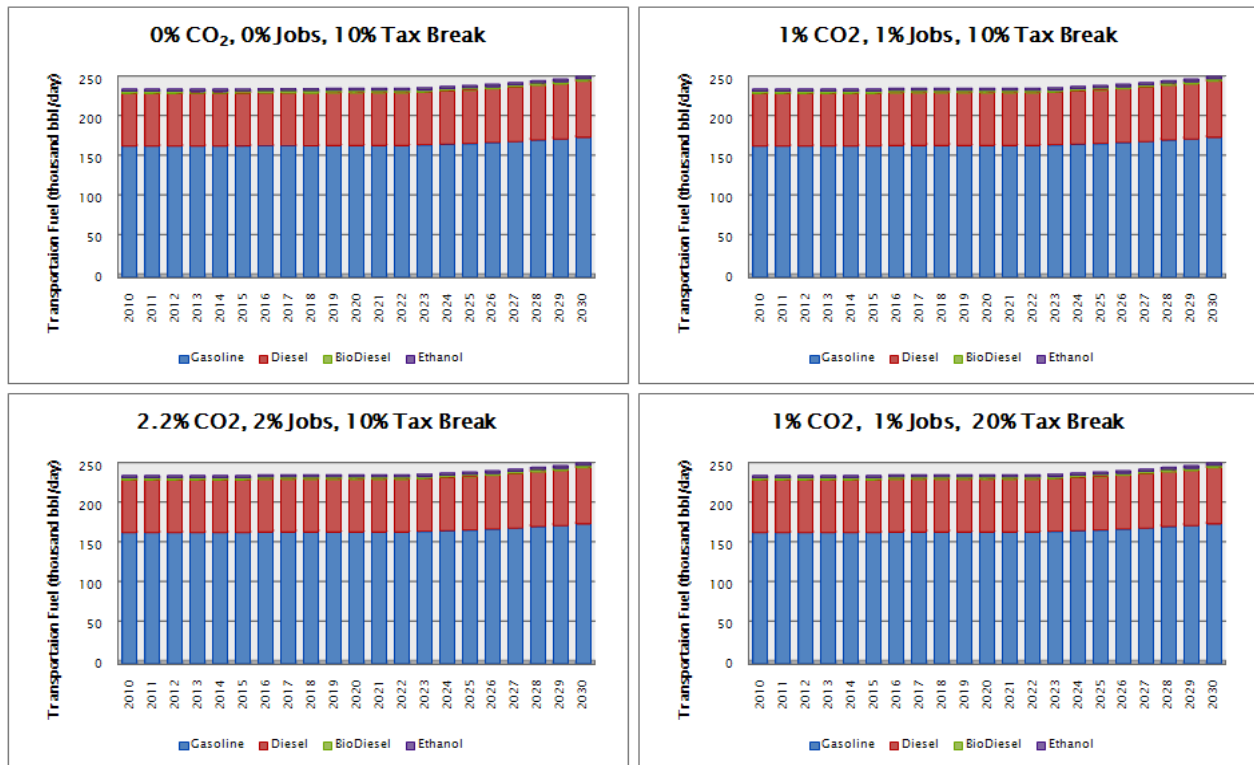 0% CO₂, 0% Jobs, 10% Tax Break
Transportaion Fuel (thousand bbl/day)
250
200
150
100
50
0
2010 2011 2012 2013 2014 2015 2016 2017 2018 2019 2020 2021 2022 2023 2024 2025 2026 2027 2028 2029 2030
Gasoline Diesel BioDiesel Ethanol
1% CO2, 1% Jobs, 10% Tax Break
Transportaion Fuel (thousand bbl/day)
250
200
150
100
50
0
2010 2011 2012 2013 2014 2015 2016 2017 2018 2019 2020 2021 2022 2023 2024 2025 2026 2027 2028 2029 2030
Gasoline Diesel BioDiesel Ethanol
2.2% CO2, 2% Jobs, 10% Tax Break
Transportaion Fuel (thousand bbl/day)
250
200
150
100
50
0
2010 2011 2012 2013 2014 2015 2016 2017 2018 2019 2020 2021 2022 2023 2024 2025 2026 2027 2028 2029 2030
Gasoline Diesel BioDiesel Ethanol
1% CO2, 1% Jobs, 20% Tax Break
Transportaion Fuel (thousand bbl/day)
250
200
150
100
50
0
2010 2011 2012 2013 2014 2015 2016 2017 2018 2019 2020 2021 2022 2023 2024 2025 2026 2027 2028 2029 2030
Gasoline Diesel BioDiesel Ethanol